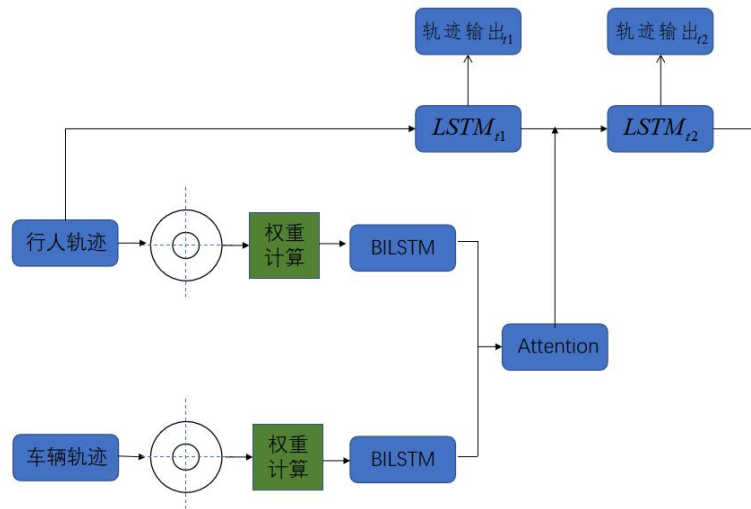 轨迹输出t1
轨迹输出t2
LSTMt1
LSTMt2
行人轨迹
权重
计算
BILSTM
Attention
车辆轨迹
权重
计算
BILSTM